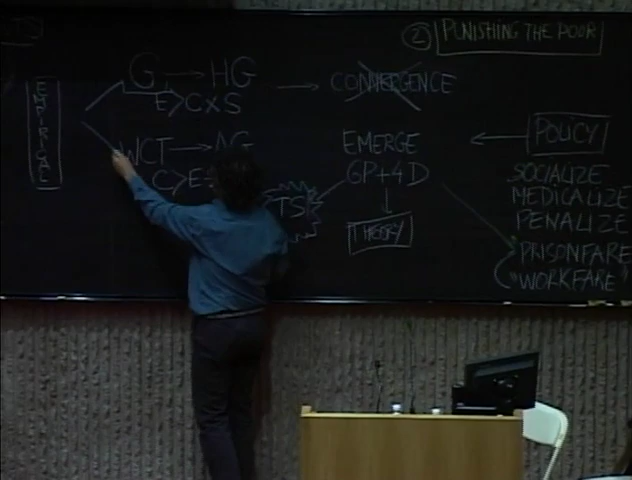 ② PUNISHING THE POOR
EMPIRICAL
G → HG → CONVERGENCE
E > C x S
WCT → AG
C > E
EMERGE
GP + 4D
TS
THEORY
POLICY
SOCIALIZE
MEDICALIZE
PENALIZE
"PRISONFARE
"WORKFARE"